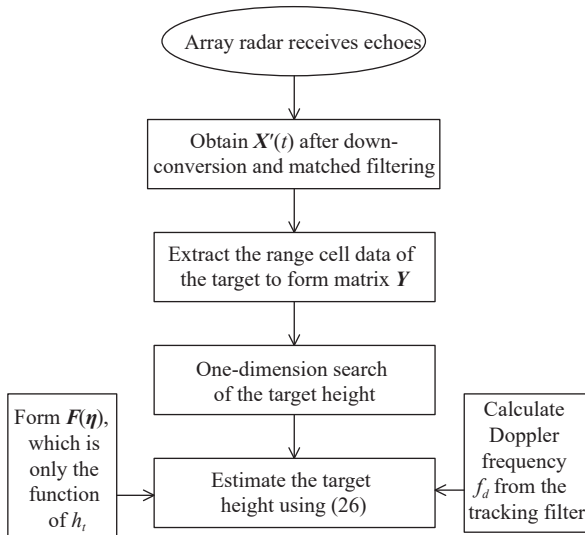 Array radar receives echoes
Obtain X′(t) after down-
conversion and matched filtering
Extract the range cell data of
the target to form matrix Y
One-dimension search
of the target height
Form F(η),
which is
only the
function
of hₜ
Estimate the target
height using (26)
Calculate
Doppler
frequency
f_d from the
tracking filter